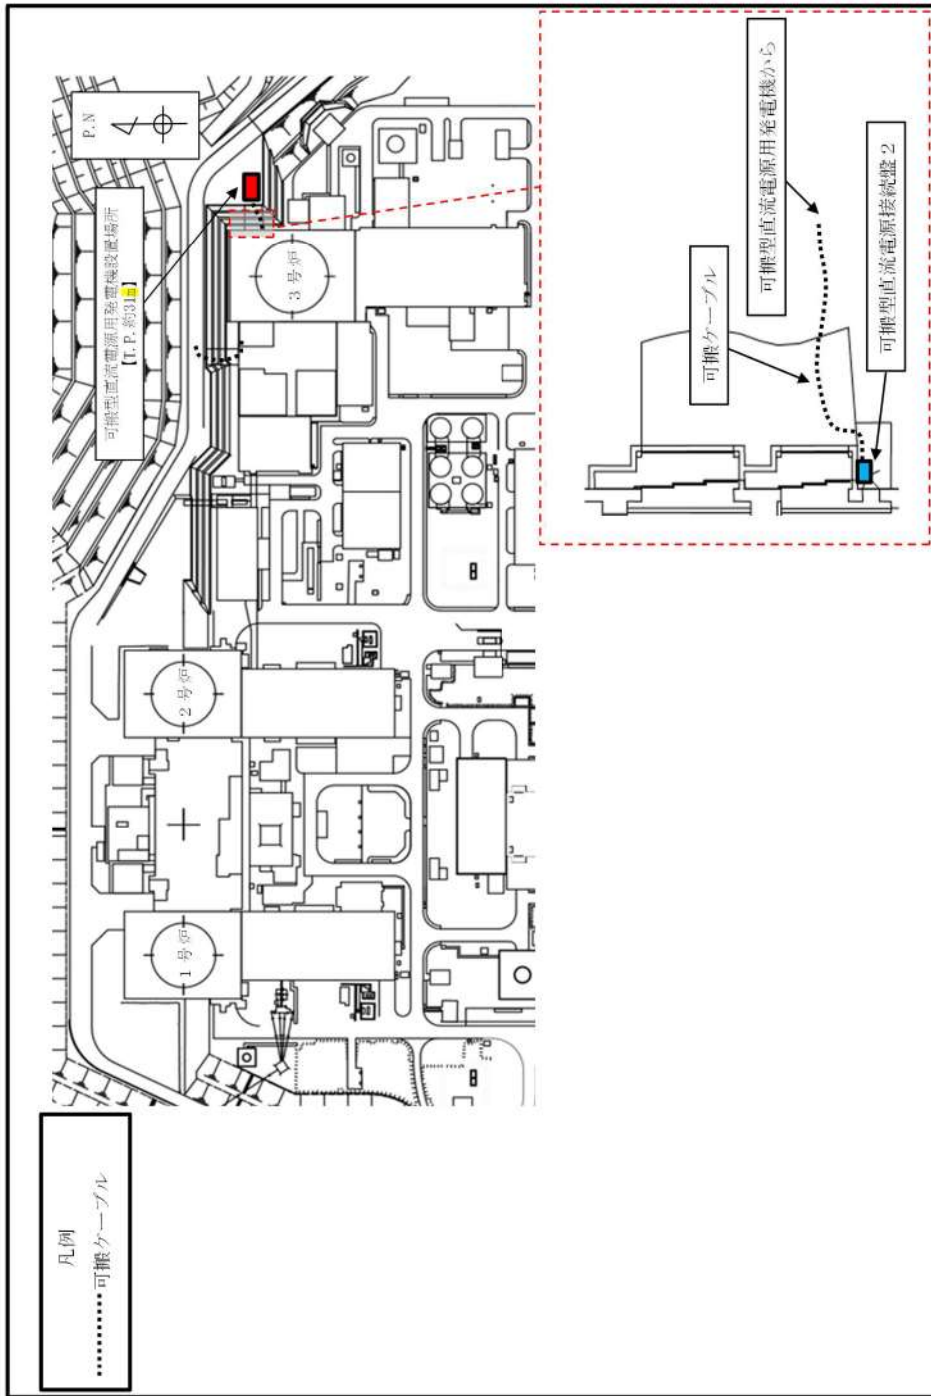 凡例
可搬ケーブル
1号炉
2号炉
3号炉
可搬型直流電源用発電機設置場所
【T.P. 約31m】
P.N
可搬型直流電源用発電機から
可搬ケーブル
可搬型直流電源接続盤2